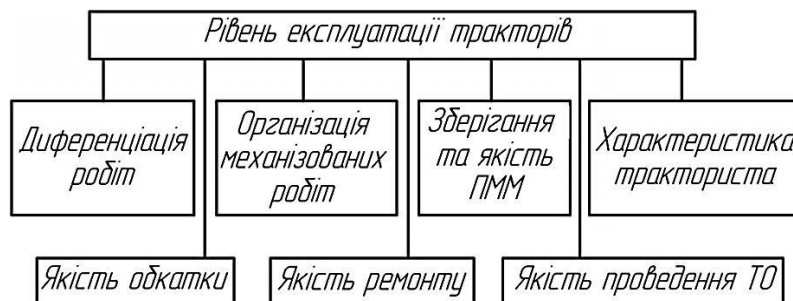 Рівень експлуатації тракторів
Диференціація
робіт
Організація
механізованих
робіт
Зберігання
та якість
ПММ
Характеристика
тракториста
Якість обкатки
Якість ремонту
Якість проведення ТО